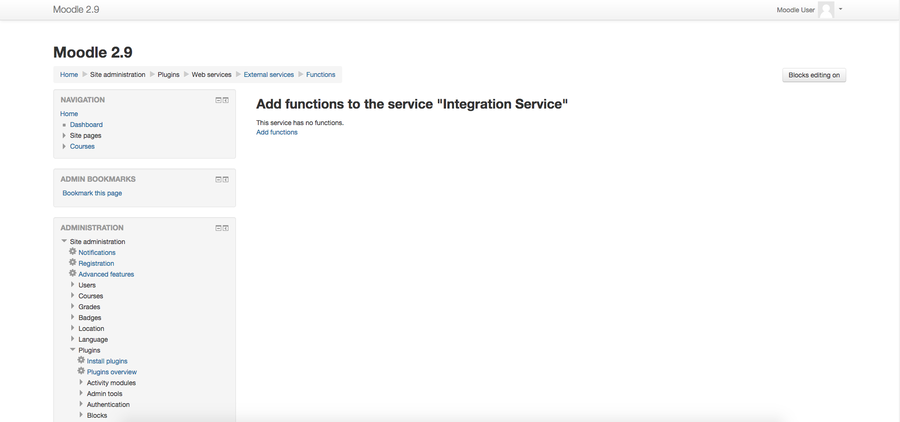 Moodle 2.9
Moodle User
Moodle 2.9
Home Site administration Plugins Web services External services Functions
Blocks editing on
NAVIGATION
Home
Dashboard
Site pages
Courses
ADMIN BOOKMARKS
Bookmark this page
ADMINISTRATION
Site administration
Notifications
Registration
Advanced features
Users
Courses
Grades
Badges
Location
Language
Plugins
Install plugins
Plugins overview
Activity modules
Admin tools
Authentication
Blocks
Add functions to the service "Integration Service"
This service has no functions.
Add functions